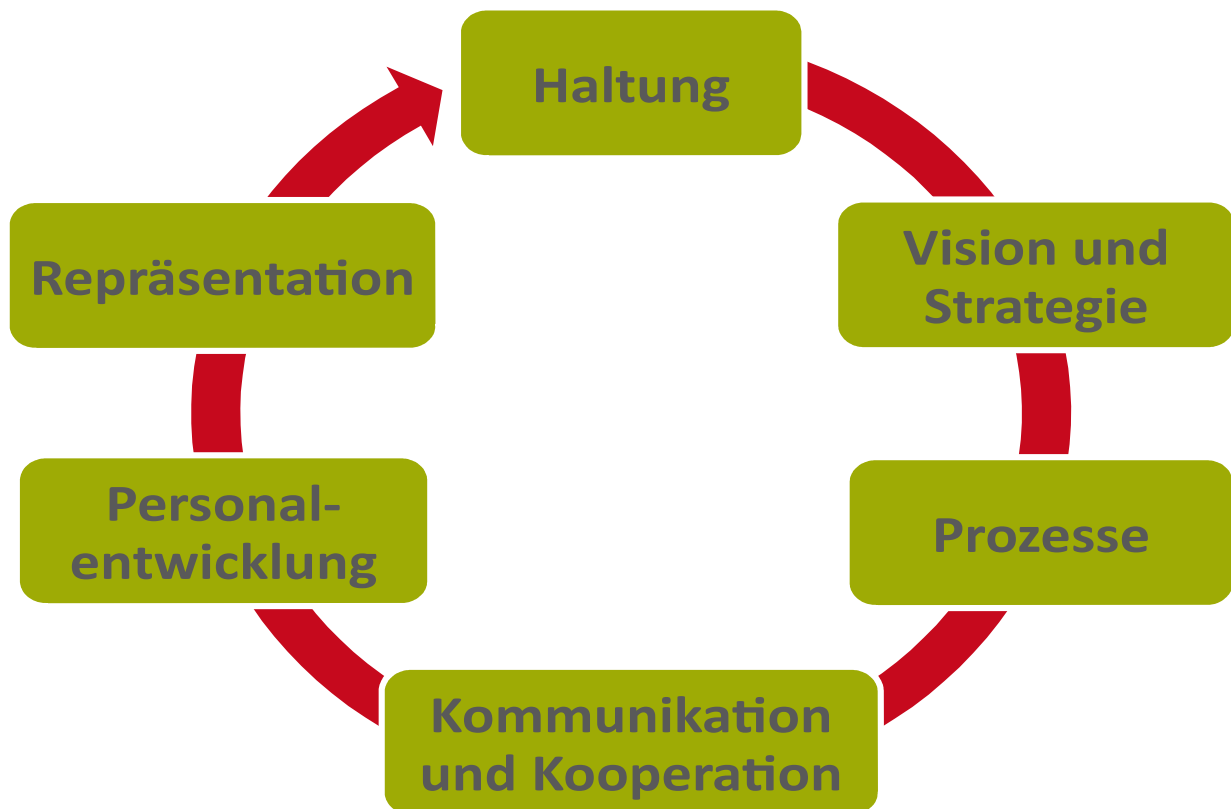 Haltung
Vision und
Strategie
Prozesse
Kommunikation
und Kooperation
Personal-
entwicklung
Repräsentation